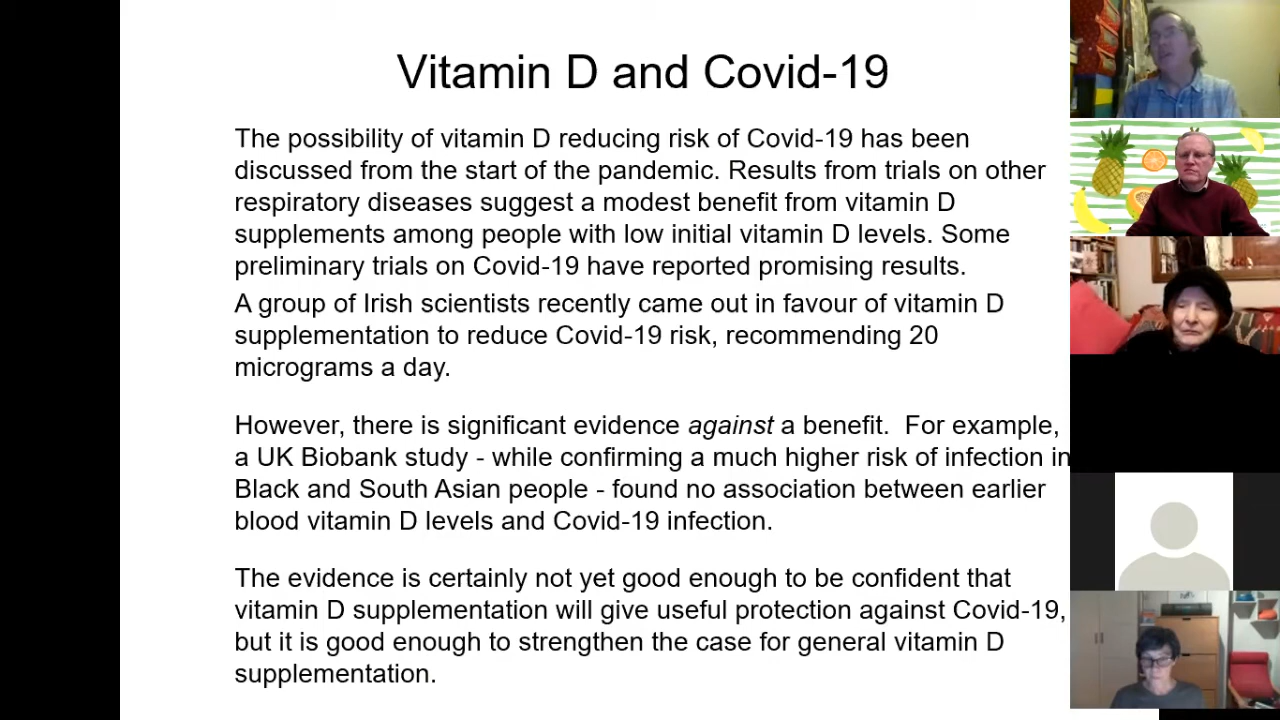 Vitamin D and Covid-19
The possibility of vitamin D reducing risk of Covid-19 has been
discussed from the start of the pandemic. Results from trials on other
respiratory diseases suggest a modest benefit from vitamin D
supplements among people with low initial vitamin D levels. Some
preliminary trials on Covid-19 have reported promising results.
A group of Irish scientists recently came out in favour of vitamin D
supplementation to reduce Covid-19 risk, recommending 20
micrograms a day.
However, there is significant evidence against a benefit.  For example,
a UK Biobank study - while confirming a much higher risk of infection in
Black and South Asian people - found no association between earlier
blood vitamin D levels and Covid-19 infection.
The evidence is certainly not yet good enough to be confident that
vitamin D supplementation will give useful protection against Covid-19,
but it is good enough to strengthen the case for general vitamin D
supplementation.